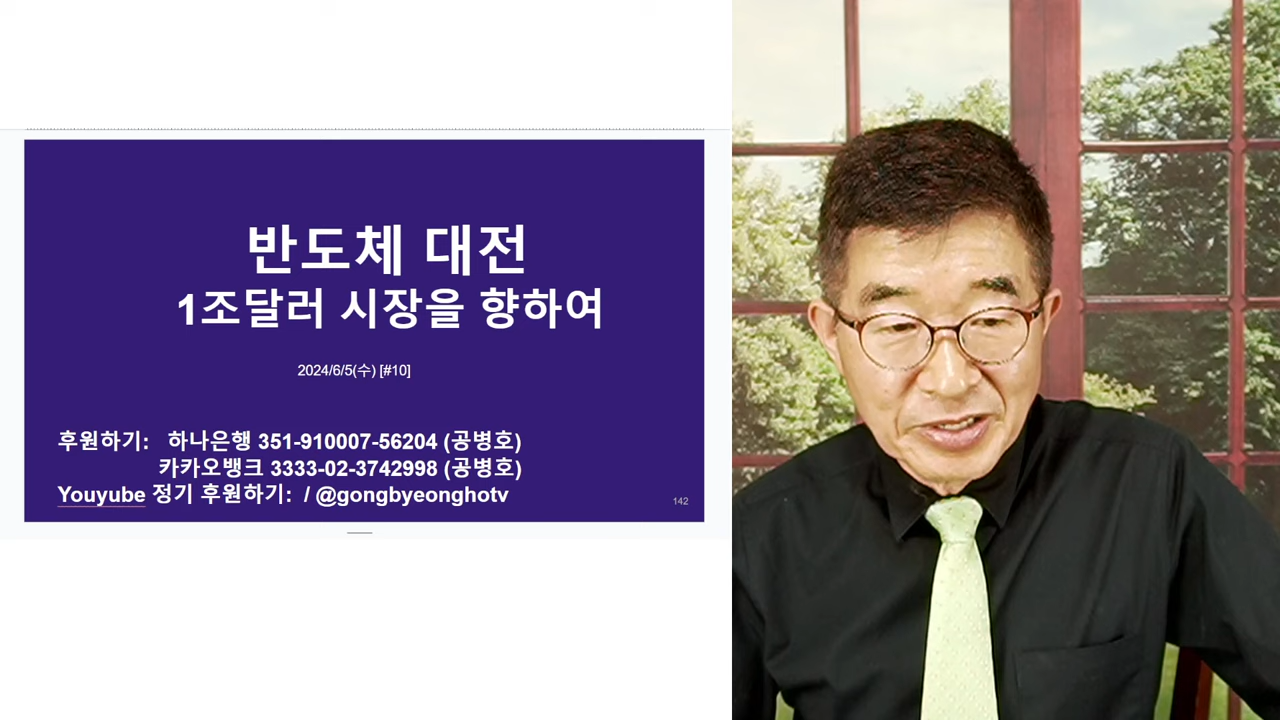 반도체 대전
1조달러 시장을 향하여
2024/6/5(수) [#10]
후원하기: 하나은행 351-910007-56204 (공병호)
카카오뱅크 3333-02-3742998 (공병호)
Youyube 정기 후원하기: / @gongbyeonghotv
142